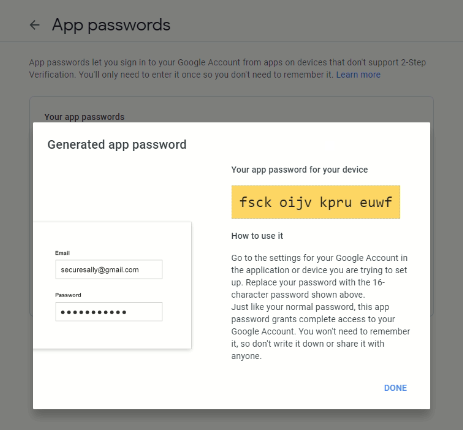 App passwords
App passwords let you sign in to your Google Account from apps on devices that don't support 2-Step
Verification. You'll only need to enter it once so you don't need to remember it. Learn more
Your app passwords
Generated app password
Your app password for your device
fsck oijv kpru euwf
How to use it
Go to the settings for your Google Account in
the application or device you are trying to set
up. Replace your password with the 16-
character password shown above.
Just like your normal password, this app
password grants complete access to your
Google Account. You won't need to remember
it, so don't write it down or share it with
anyone.
Email
securesally@gmail.com
Password
DONE